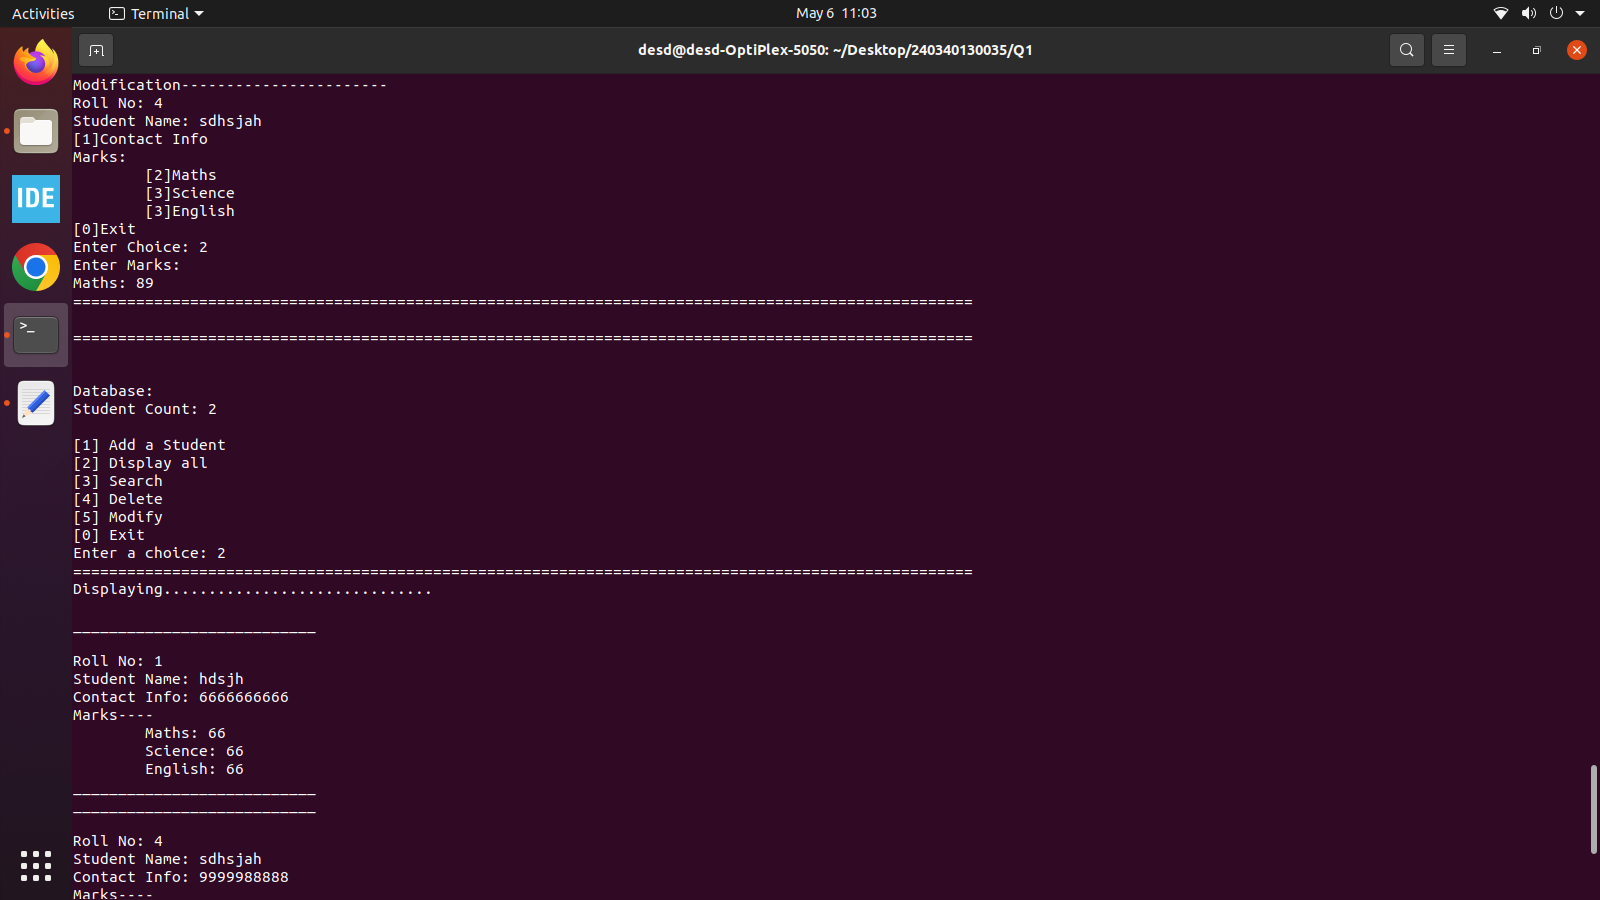 Activities
Terminal
May 6 11:03
desd@desd-OptiPlex-5050: ~/Desktop/240340130035/Q1
IDE
>_
Modification-----------------------
Roll No: 4
Student Name: sdhsjah
[1]Contact Info
Marks:
        [2]Maths
        [3]Science
        [3]English
[0]Exit
Enter Choice: 2
Enter Marks:
Maths: 89
====================================================================================================
====================================================================================================
Database:
Student Count: 2
[1] Add a Student
[2] Display all
[3] Search
[4] Delete
[5] Modify
[0] Exit
Enter a choice: 2
====================================================================================================
Displaying..............................
___________________________
Roll No: 1
Student Name: hdsjh
Contact Info: 6666666666
Marks----
        Maths: 66
        Science: 66
        English: 66
___________________________
___________________________
Roll No: 4
Student Name: sdhsjah
Contact Info: 9999988888
Marks----